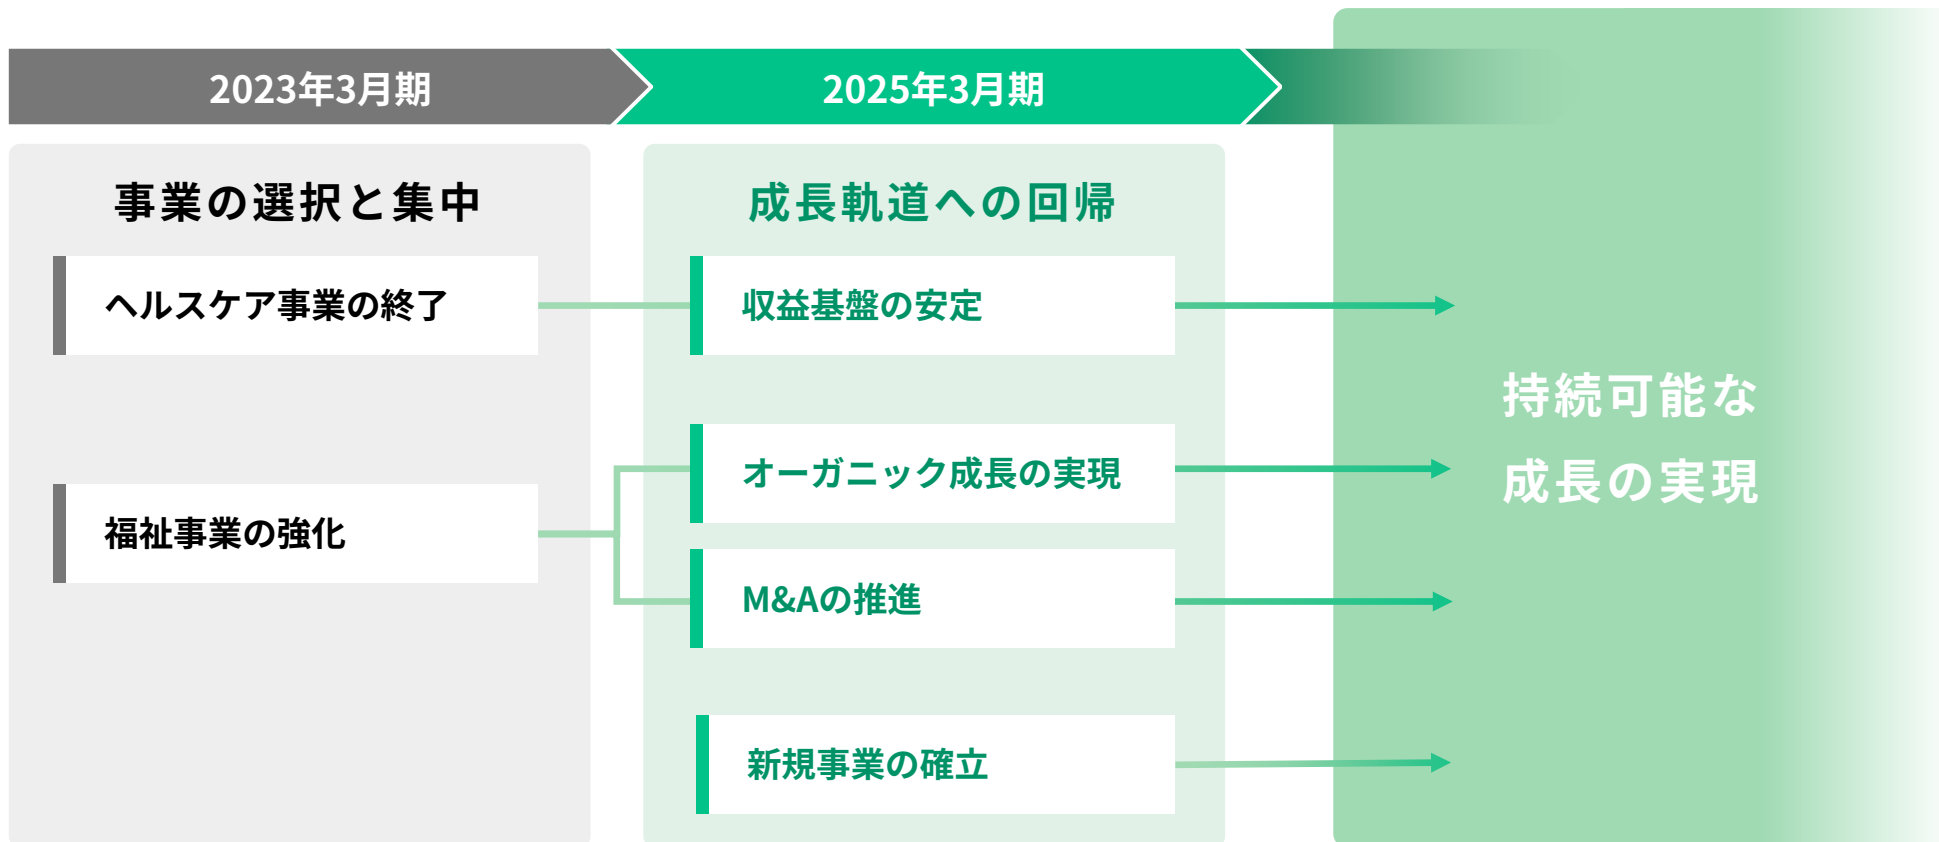 2023年3月期
2025年3月期
事業の選択と集中
ヘルスケア事業の終了
福祉事業の強化
成長軌道への回帰
収益基盤の安定
オーガニック成長の実現
M&Aの推進
新規事業の確立
持続可能な
成長の実現